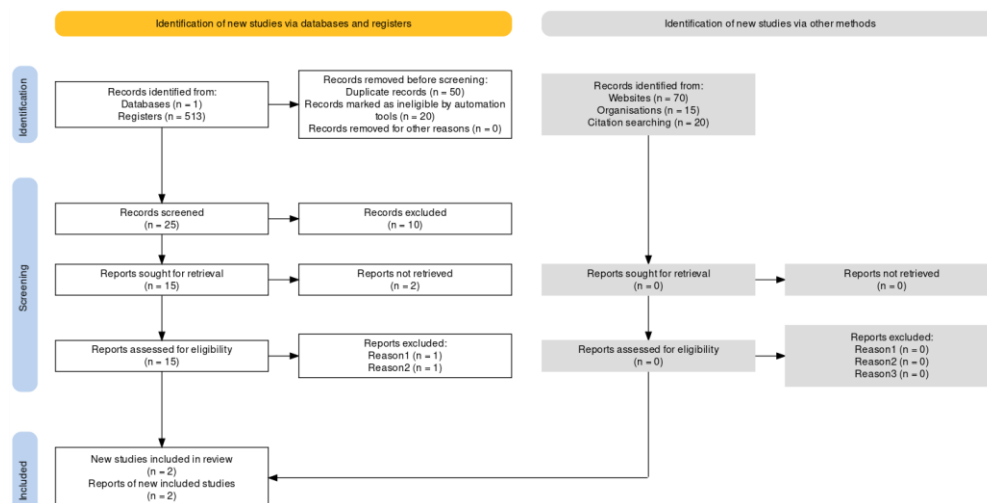 Identification of new studies via databases and registers
Identification of new studies via other methods
Identification
Records identified from:
Databases (n = 1)
Registers (n = 513)
Records removed before screening:
Duplicate records (n = 50)
Records marked as ineligible by automation
tools (n = 20)
Records removed for other reasons (n = 0)
Records identified from:
Websites (n = 70)
Organisations (n = 15)
Citation searching (n = 20)
Screening
Records screened
(n = 25)
Records excluded
(n = 10)
Reports sought for retrieval
(n = 15)
Reports not retrieved
(n = 2)
Reports sought for retrieval
(n = 0)
Reports not retrieved
(n = 0)
Reports assessed for eligibility
(n = 15)
Reports excluded:
Reason1 (n = 1)
Reason2 (n = 1)
Reports assessed for eligibility
(n = 0)
Reports excluded:
Reason1 (n = 0)
Reason2 (n = 0)
Reason3 (n = 0)
Included
New studies included in review
(n = 2)
Reports of new included studies
(n = 2)